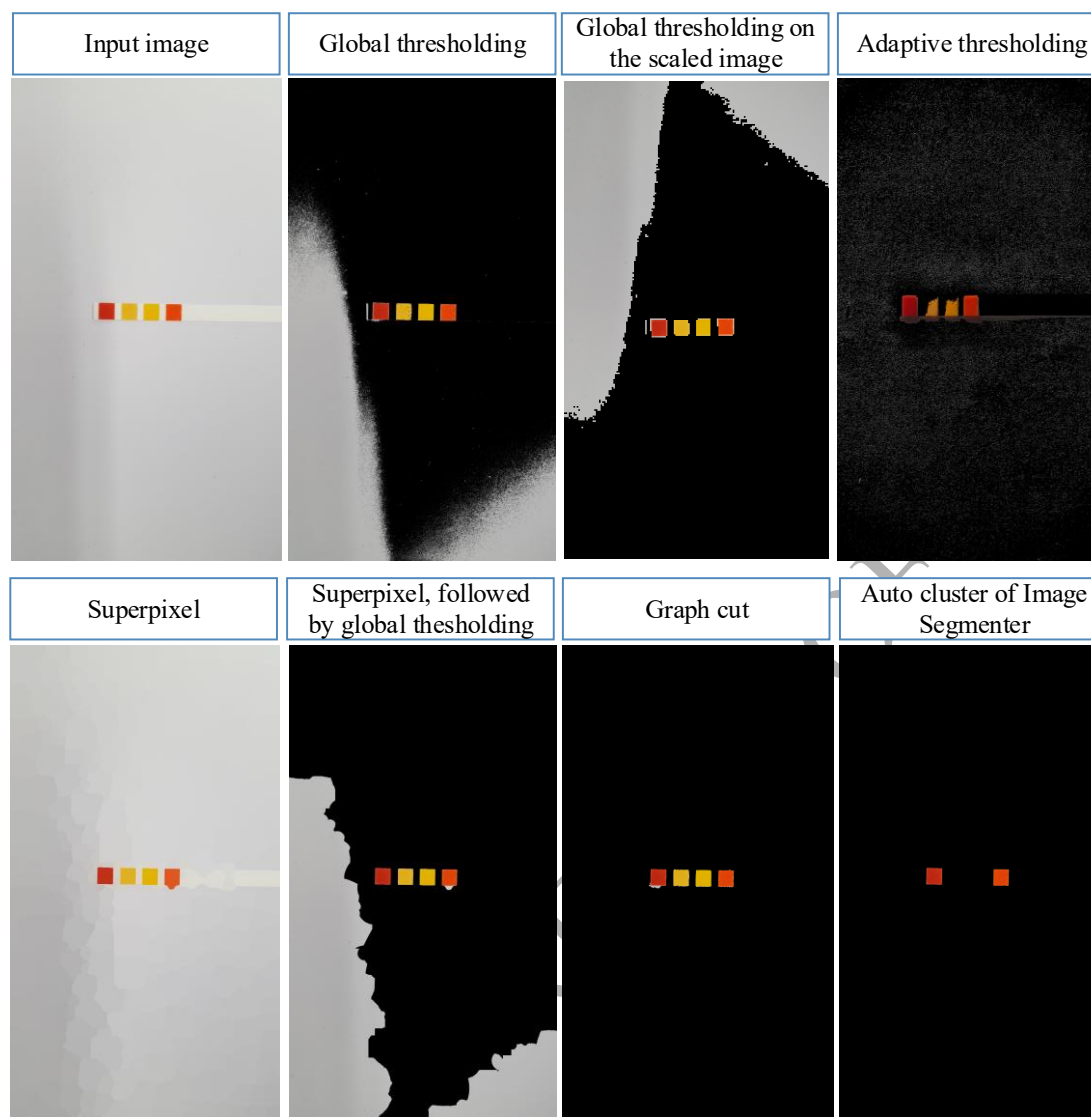 Input image
Global thresholding
Global thresholding on
the scaled image
Adaptive thresholding
Superpixel
Superpixel, followed
by global thesholding
Graph cut
Auto cluster of Image
Segmenter